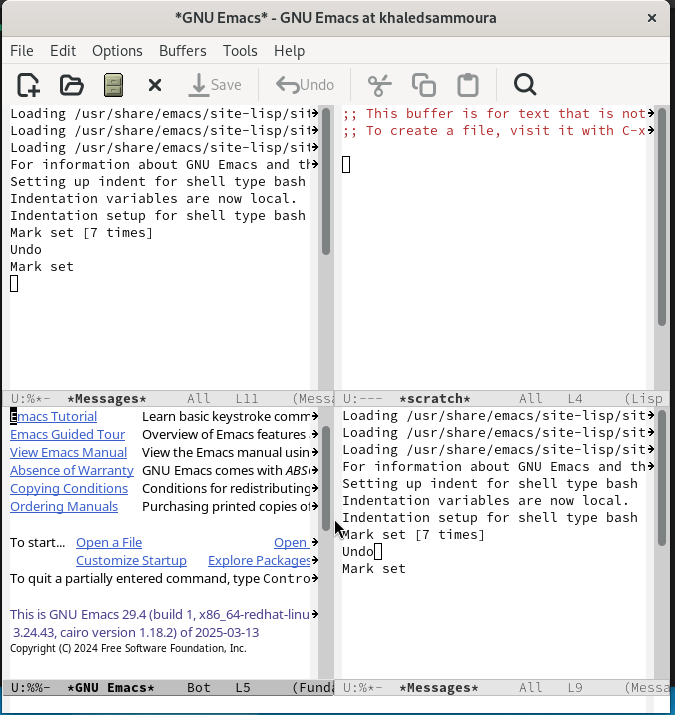 *GNU Emacs* - GNU Emacs at khaledsammoura
File Edit Options Buffers Tools Help
Save Undo
Loading /usr/share/emacs/site-lisp/sit
Loading /usr/share/emacs/site-lisp/sit
Loading /usr/share/emacs/site-lisp/sit
For information about GNU Emacs and th
Setting up indent for shell type bash
Indentation variables are now local.
Indentation setup for shell type bash
Mark set [7 times]
Undo
Mark set
U:%*- *Messages* All L11 (Messa
;; This buffer is for text that is not
;; To create a file, visit it with C-x
U:--- *scratch* All L4 (Lisp
Emacs Tutorial Learn basic keystroke comm
Emacs Guided Tour Overview of Emacs features
View Emacs Manual View the Emacs manual usin
Absence of Warranty GNU Emacs comes with ABS
Copying Conditions Conditions for redistributing
Ordering Manuals Purchasing printed copies of
To start... Open a File Open
Customize Startup Explore Packages
To quit a partially entered command, type Contro
This is GNU Emacs 29.4 (build 1, x86_64-redhat-linu
3.24.43, cairo version 1.18.2) of 2025-03-13
Copyright (C) 2024 Free Software Foundation, Inc.
U:%%- *GNU Emacs* Bot L5 (Funda
Loading /usr/share/emacs/site-lisp/sit
Loading /usr/share/emacs/site-lisp/sit
Loading /usr/share/emacs/site-lisp/sit
For information about GNU Emacs and th
Setting up indent for shell type bash
Indentation variables are now local.
Indentation setup for shell type bash
Mark set [7 times]
Undo
Mark set
U:%*- *Messages* All L9 (Messa